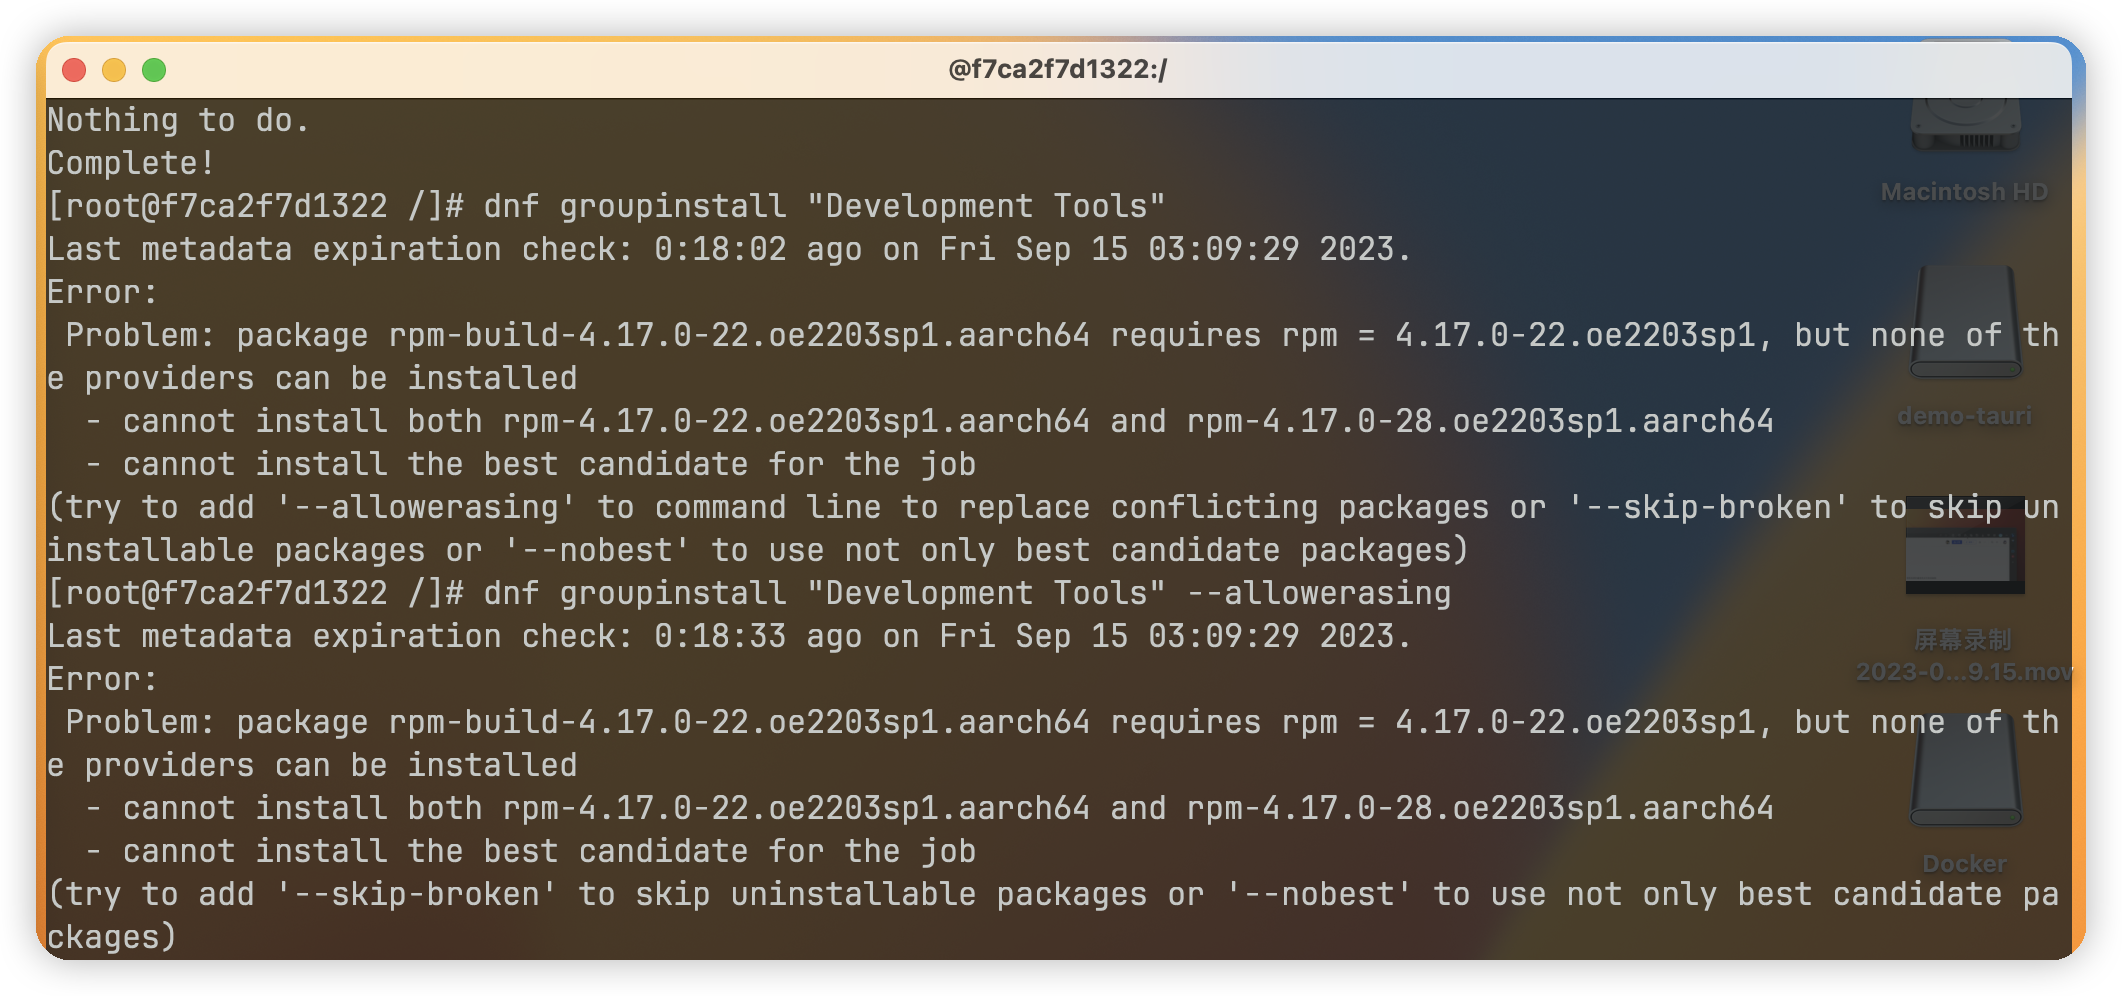 @f7ca2f7d1322:/
Nothing to do.
Complete!
[root@f7ca2f7d1322 /]# dnf groupinstall "Development Tools"
Last metadata expiration check: 0:18:02 ago on Fri Sep 15 03:09:29 2023.
Error:
 Problem: package rpm-build-4.17.0-22.oe2203sp1.aarch64 requires rpm = 4.17.0-22.oe2203sp1, but none of th
e providers can be installed
  - cannot install both rpm-4.17.0-22.oe2203sp1.aarch64 and rpm-4.17.0-28.oe2203sp1.aarch64
  - cannot install the best candidate for the job
(try to add '--allowerasing' to command line to replace conflicting packages or '--skip-broken' to skip un
installable packages or '--nobest' to use not only best candidate packages)
[root@f7ca2f7d1322 /]# dnf groupinstall "Development Tools" --allowerasing
Last metadata expiration check: 0:18:33 ago on Fri Sep 15 03:09:29 2023.
Error:
 Problem: package rpm-build-4.17.0-22.oe2203sp1.aarch64 requires rpm = 4.17.0-22.oe2203sp1, but none of th
e providers can be installed
  - cannot install both rpm-4.17.0-22.oe2203sp1.aarch64 and rpm-4.17.0-28.oe2203sp1.aarch64
  - cannot install the best candidate for the job
(try to add '--skip-broken' to skip uninstallable packages or '--nobest' to use not only best candidate pa
ckages)
Macintosh HD
demo-tauri
屏幕录制
2023-0...9.15.mov
Docker